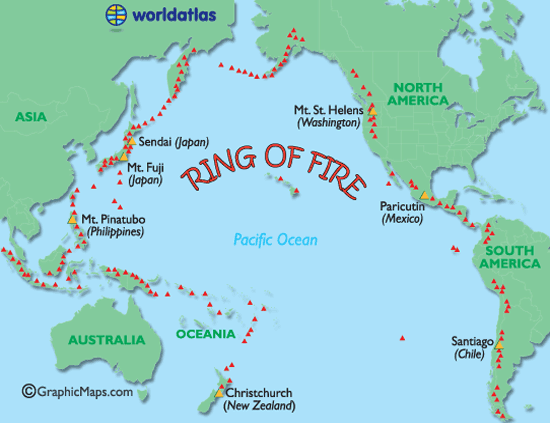 worldatlas
ASIA
NORTH
AMERICA
Mt. St. Helens
(Washington)
Sendai (Japan)
Mt. Fuji
(Japan)
RING OF FIRE
Paricutin
(Mexico)
Mt. Pinatubo
(Philippines)
Pacific Ocean
SOUTH
AMERICA
AUSTRALIA
OCEANIA
Santiago
(Chile)
©GraphicMaps.com
Christchurch
(New Zealand)